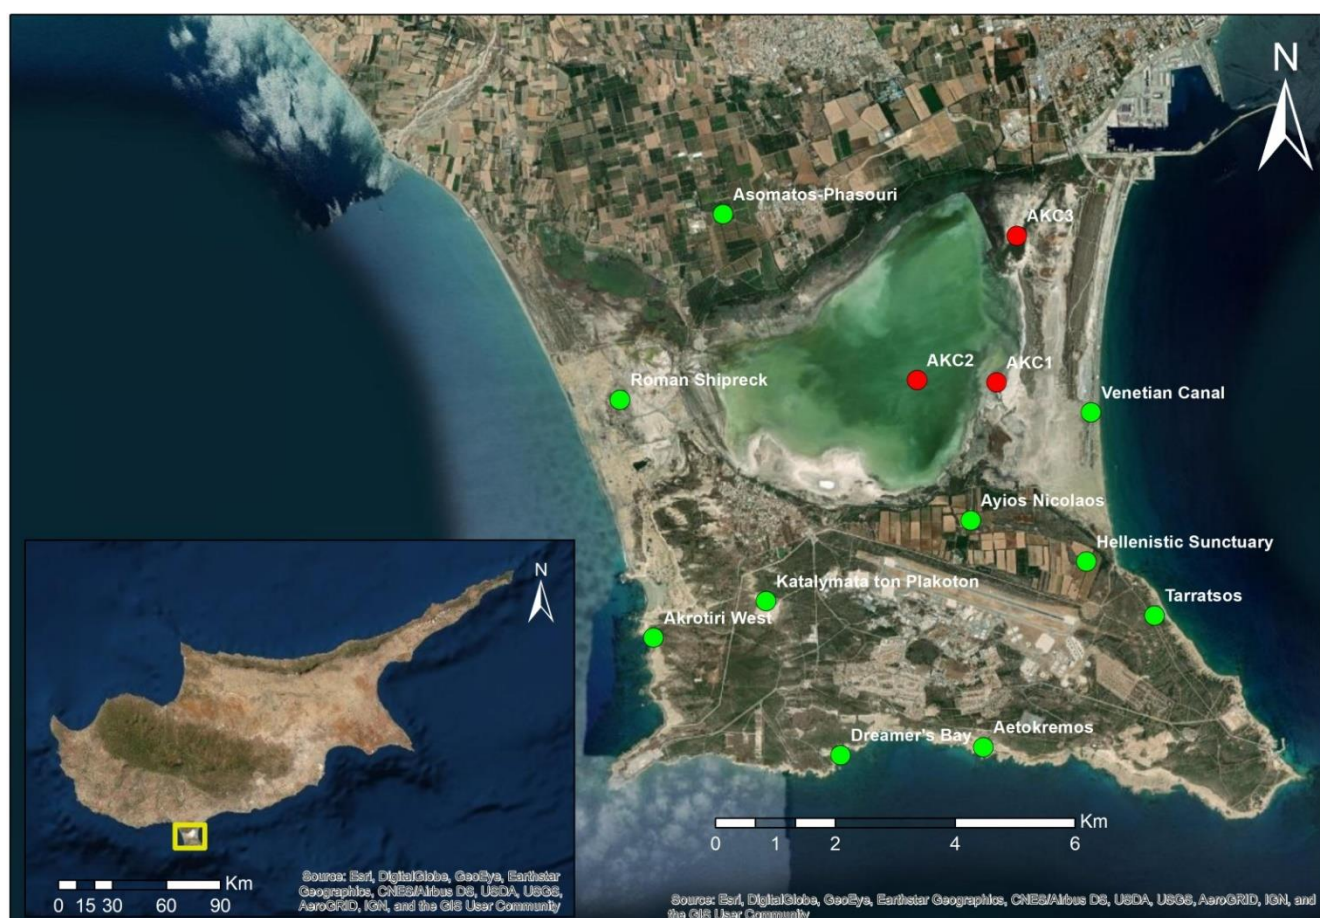 N
Asomatos-Phasouri
AKC3
AKC2
AKC1
Roman Shipreck
Venetian Canal
Ayios Nicolaos
Hellenistic Sunctuary
Katalymata ton Plakoton
Tarratsos
Akrotiri West
Dreamer's Bay
Aetokremos
Km
0 2 4 6
Source: Esri, DigitalGlobe, GeoEye, Earthstar Geographics, CNES/Airbus DS, USDA, USGS, AeroGRID, IGN, and
the GIS User Community
N
Km
0 15 30 60 90
Source: Esri, DigitalGlobe, GeoEye, Earthstar
Geographics, CNES/Airbus DS, USDA, USGS,
AeroGRID, IGN, and the GIS User Community